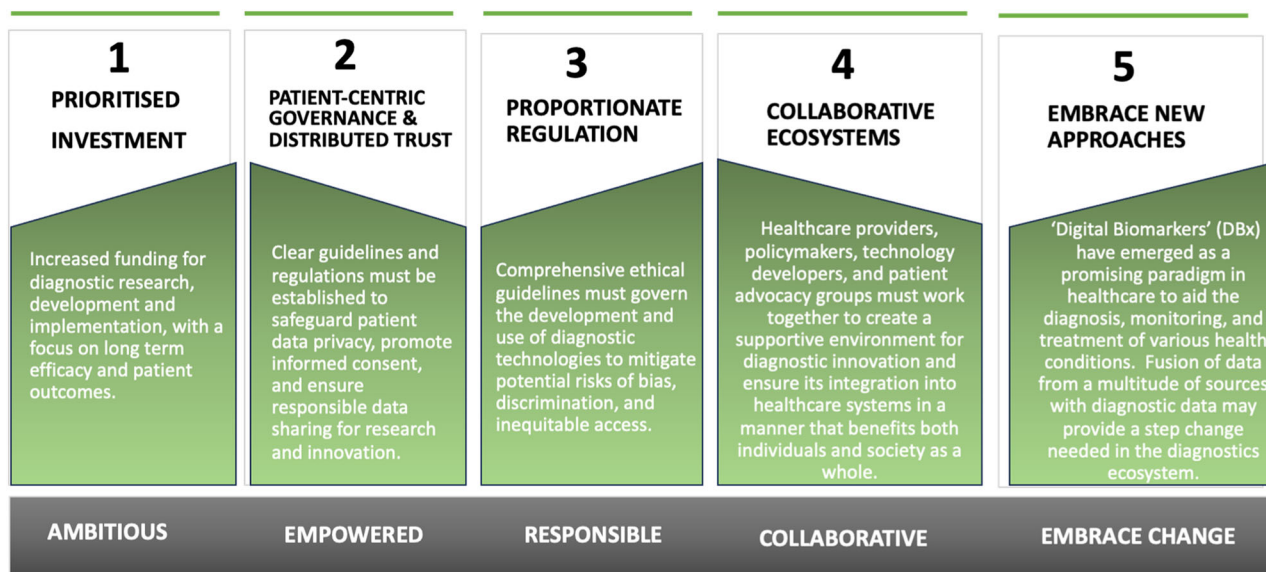 1
PRIORITISED
INVESTMENT
Increased funding for
diagnostic research,
development and
implementation, with a
focus on long term
efficacy and patient
outcomes.
AMBITIOUS
2
PATIENT-CENTRIC
GOVERNANCE &
DISTRIBUTED TRUST
Clear guidelines and
regulations must be
established to
safeguard patient
data privacy, promote
informed consent,
and ensure
responsible data
sharing for research
and innovation.
EMPOWERED
3
PROPORTIONATE
REGULATION
Comprehensive ethical
guidelines must govern
the development and
use of diagnostic
technologies to mitigate
potential risks of bias,
discrimination, and
inequitable access.
RESPONSIBLE
4
COLLABORATIVE
ECOSYSTEMS
Healthcare providers,
policymakers, technology
developers, and patient
advocacy groups must work
together to create a
supportive environment for
diagnostic innovation and
ensure its integration into
healthcare systems in a
manner that benefits both
individuals and society as a
whole.
COLLABORATIVE
5
EMBRACE NEW
APPROACHES
‘Digital Biomarkers’ (DBx)
have emerged as a
promising paradigm in
healthcare to aid the
diagnosis, monitoring, and
treatment of various health
conditions.  Fusion of data
from a multitude of sources
with diagnostic data may
provide a step change
needed in the diagnostics
ecosystem.
EMBRACE CHANGE